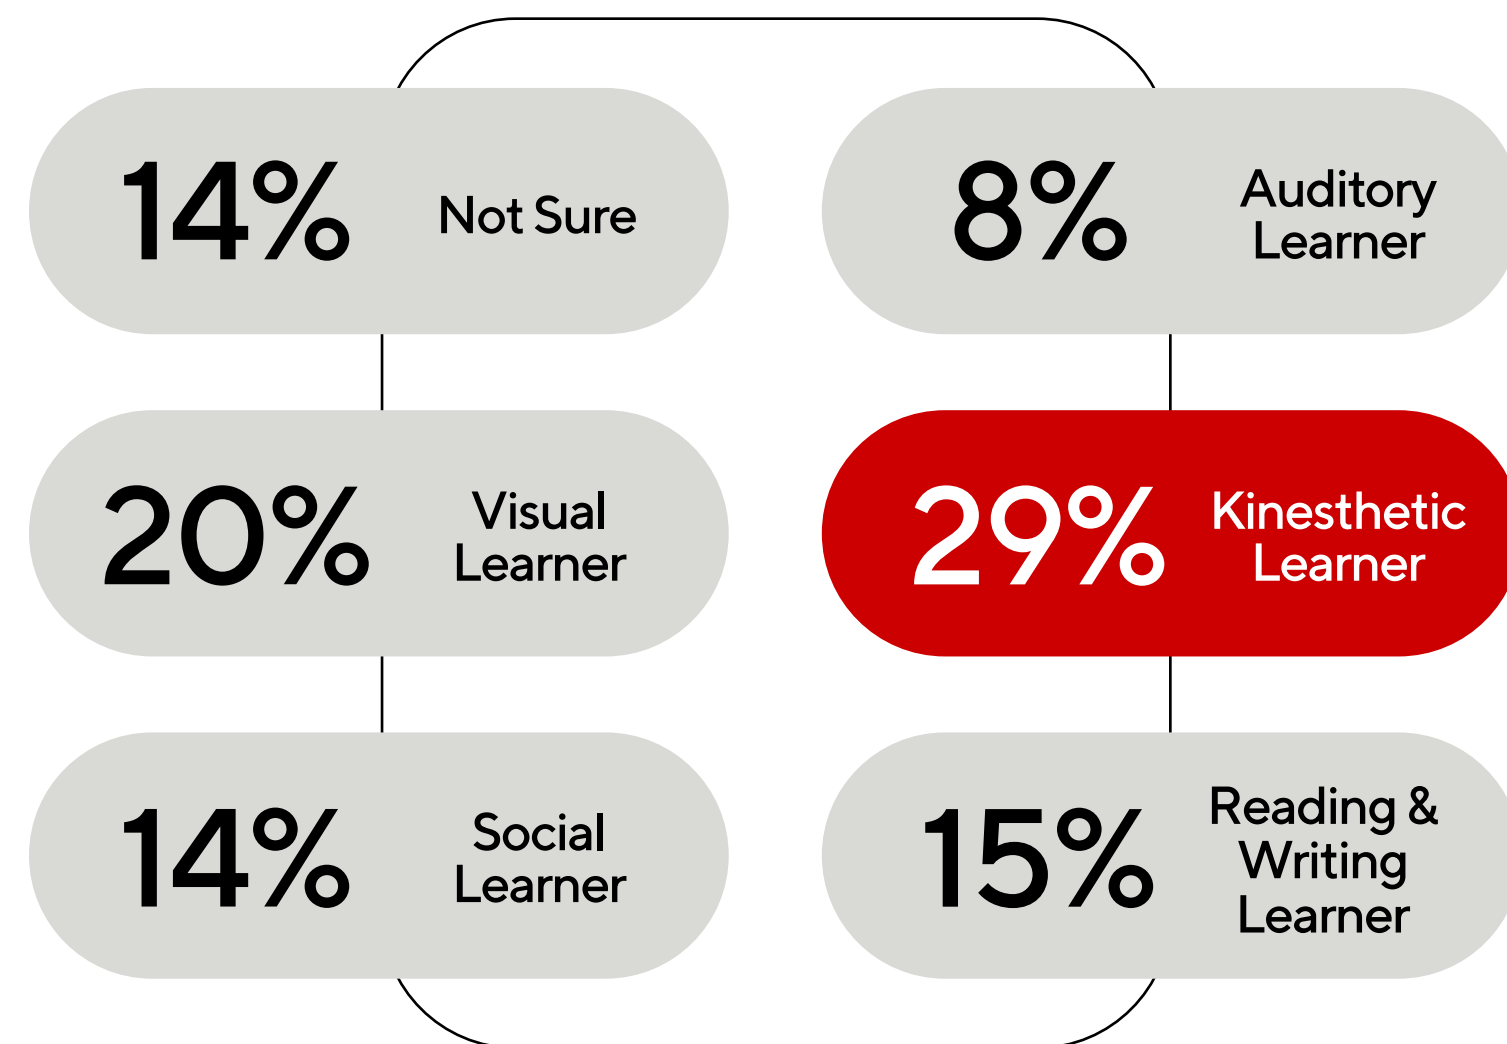 14%
Not Sure
8%
Auditory
Learner
20%
Visual
Learner
29%
Kinesthetic
Learner
14%
Social
Learner
15%
Reading &
Writing
Learner